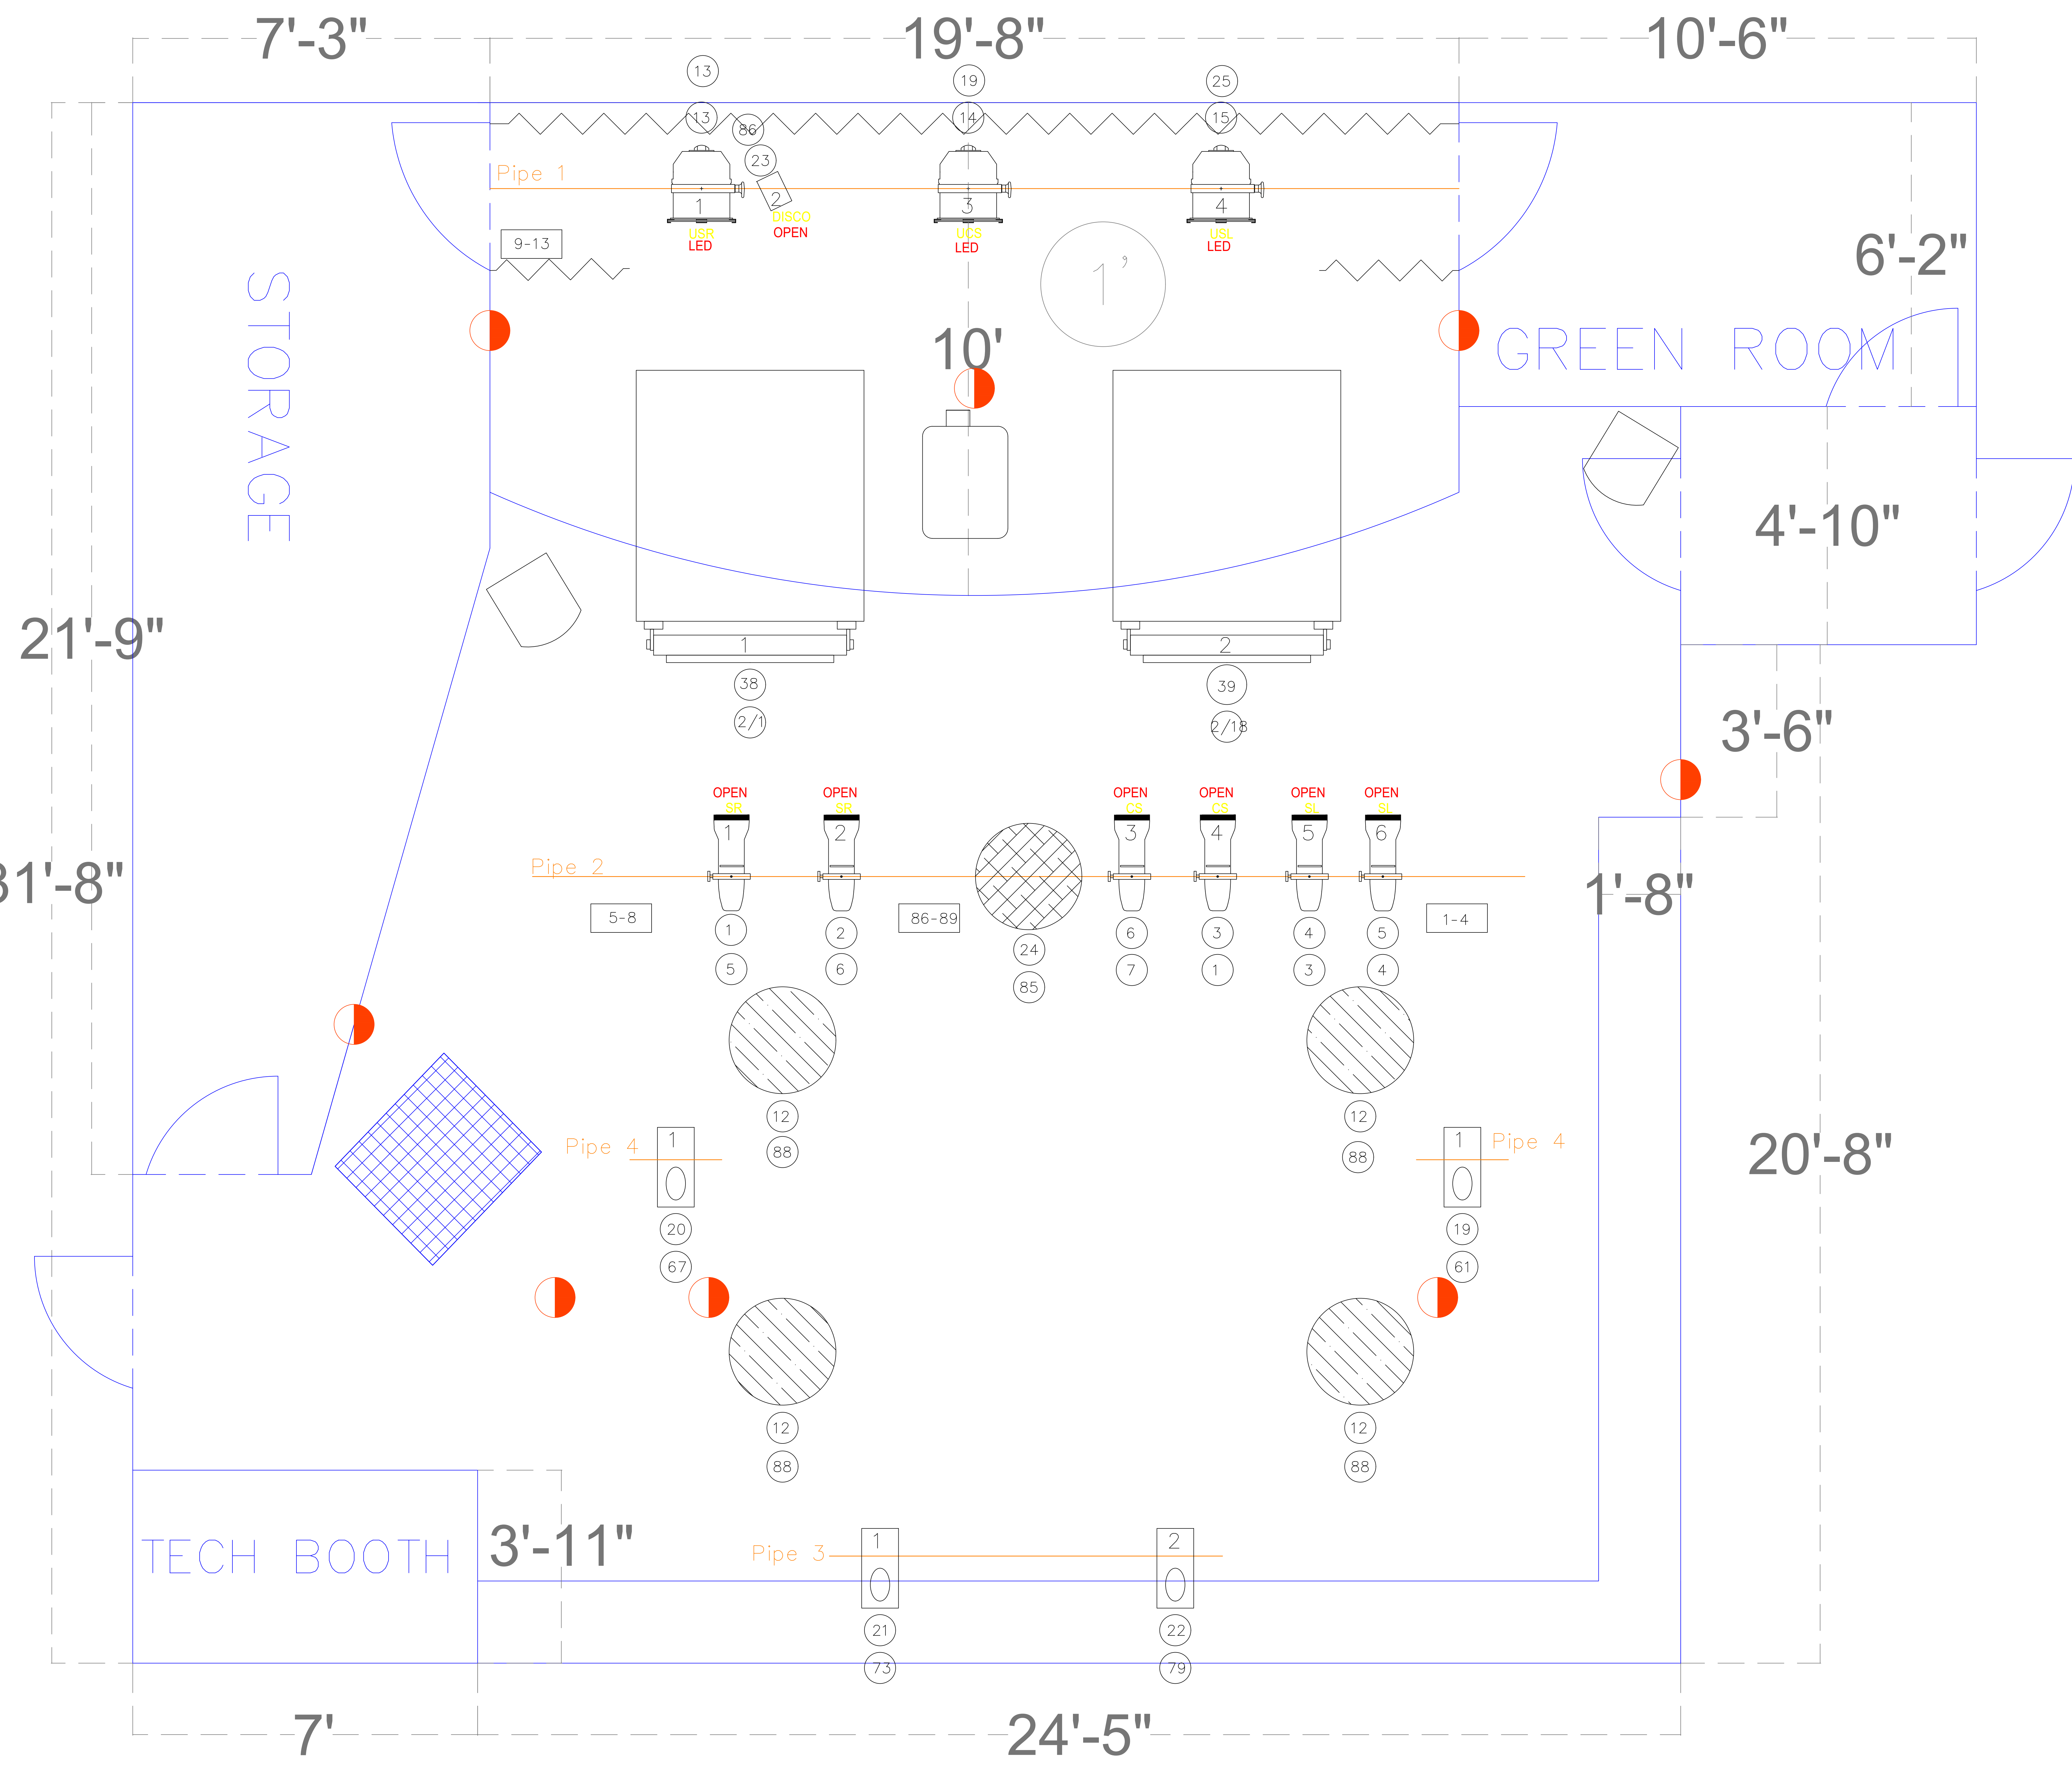 7'-3"
19'-8"
10'-6"
13
19
25
13
14
15
86
23
Pipe 1
1
2
3
4
DISCO
USR
OPEN
UCS
USL
LED
LED
LED
9-13
1'
6'-2"
STORAGE
10'
GREEN ROOM
4'-10"
21'-9"
1
2
38
39
2/1
2/18
3'-6"
OPEN
OPEN
OPEN
OPEN
OPEN
OPEN
SR
SR
CS
CS
SL
SL
1
2
3
4
5
6
Pipe 2
31'-8"
1'-8"
5-8
86-89
1-4
1
2
6
3
4
5
24
5
6
7
1
3
4
85
12
12
Pipe 4
1
1
Pipe 4
88
88
20'-8"
20
19
67
61
12
12
88
88
TECH BOOTH
3'-11"
Pipe 3
1
2
21
22
73
79
7'
24'-5"